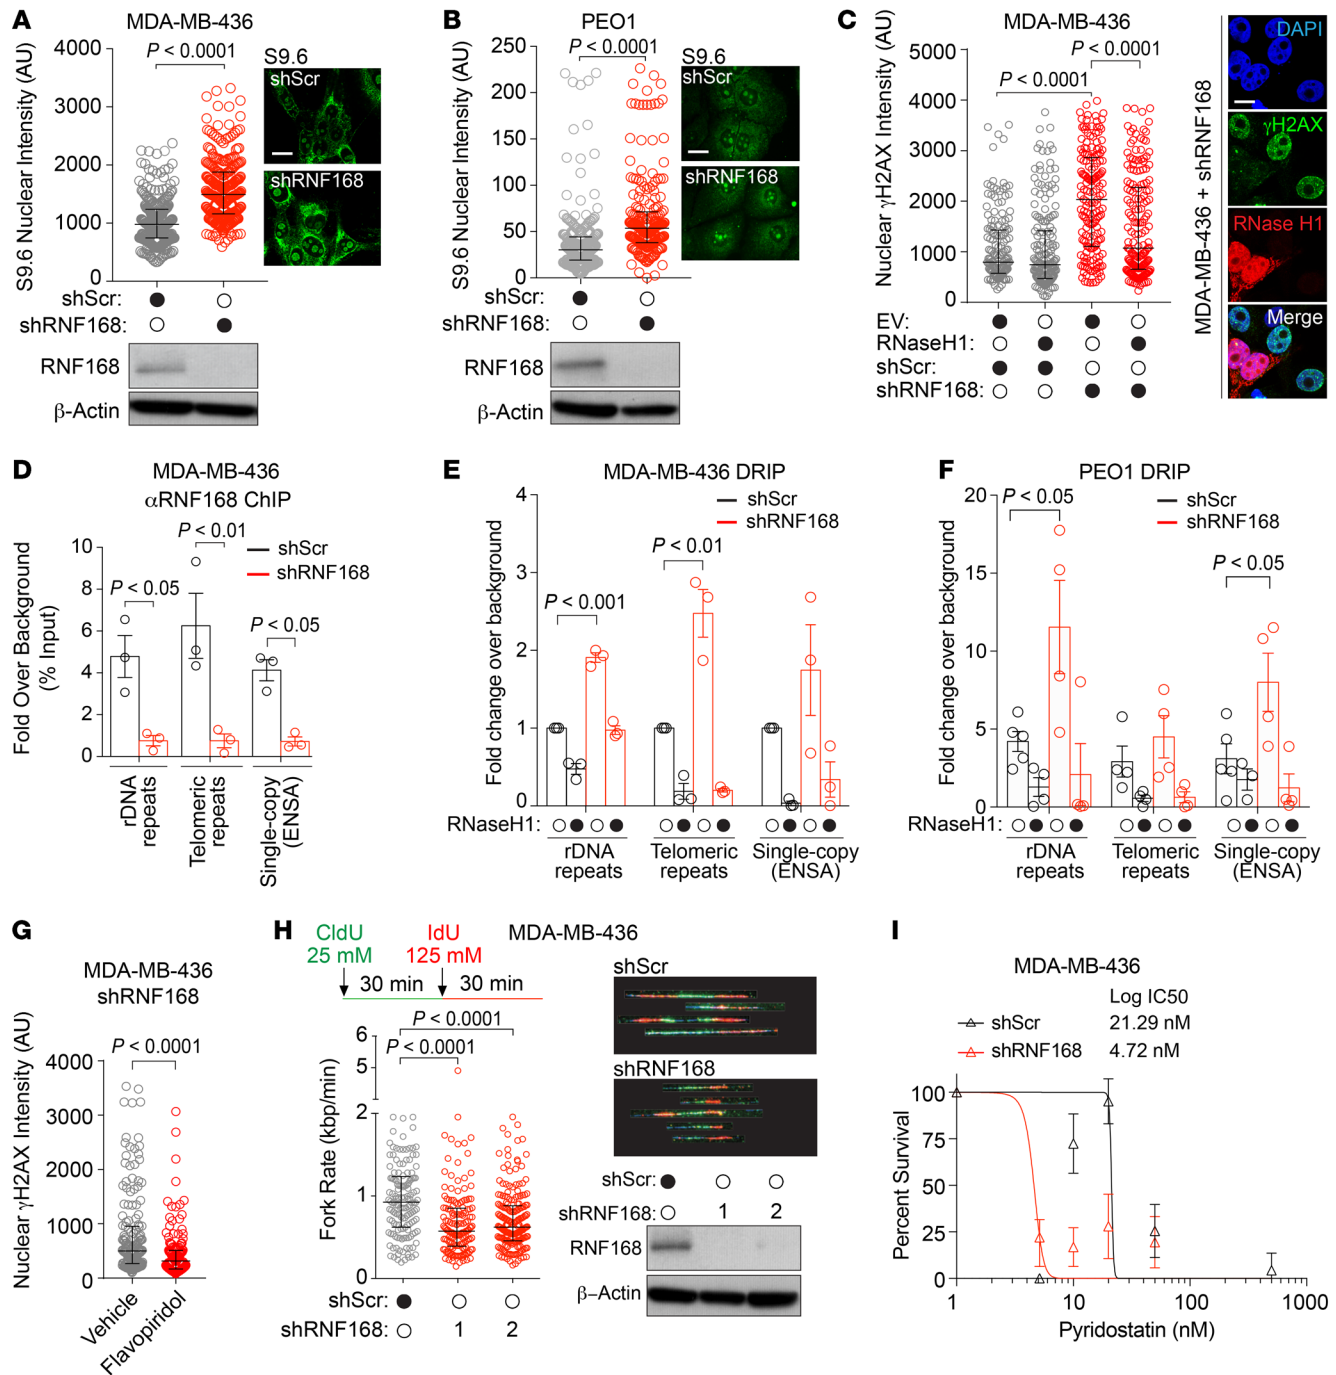 A
MDA-MB-436
S9.6 Nuclear Intensity (AU)
4000
3000
2000
1000
0
P < 0.0001
S9.6
shScr
shRNF168
shScr:
shRNF168:
RNF168
β-Actin
B
PEO1
S9.6 Nuclear Intensity (AU)
250
200
150
100
50
0
P < 0.0001
S9.6
shScr
shRNF168
shScr:
shRNF168:
RNF168
β-Actin
C
MDA-MB-436
Nuclear γH2AX Intensity (AU)
5000
4000
3000
2000
1000
0
P < 0.0001
P < 0.0001
EV:
RNaseH1:
shScr:
shRNF168:
MDA-MB-436 + shRNF168
DAPI
γH2AX
RNase H1
Merge
D
MDA-MB-436
αRNF168 ChIP
Fold Over Background
(% Input)
10
8
6
4
2
0
P < 0.05
P < 0.01
P < 0.05
shScr
shRNF168
rDNA
repeats
Telomeric
repeats
Single-copy
(ENSA)
E
MDA-MB-436 DRIP
Fold change over background
4
3
2
1
0
shScr
shRNF168
P < 0.001
P < 0.01
RNaseH1:
rDNA
repeats
Telomeric
repeats
Single-copy
(ENSA)
F
PEO1 DRIP
Fold change over background
20
15
10
5
0
P < 0.05
shScr
shRNF168
P < 0.05
RNaseH1:
rDNA
repeats
Telomeric
repeats
Single-copy
(ENSA)
G
MDA-MB-436
shRNF168
Nuclear γH2AX Intensity (AU)
4000
3000
2000
1000
0
P < 0.0001
Vehicle
Flavopiridol
H
CldU
25 mM
IdU
125 mM
MDA-MB-436
30 min
30 min
Fork Rate (kbp/min)
6
4
2
2
1
0
P < 0.0001
P < 0.0001
shScr:
shRNF168:
1
2
shScr
shRNF168
shScr:
shRNF168:
1
2
RNF168
β–Actin
I
MDA-MB-436
Log IC50
shScr 21.29 nM
shRNF168 4.72 nM
Percent Survival
100
75
50
25
0
1
10
100
1000
Pyridostatin (nM)